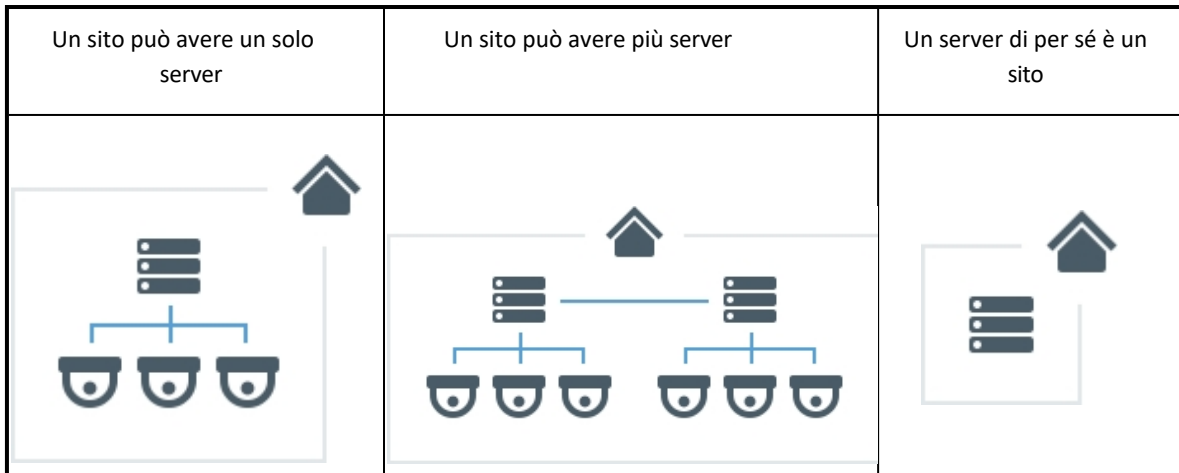 Un sito può avere un solo
server
Un sito può avere più server
Un server di per sé è un
sito